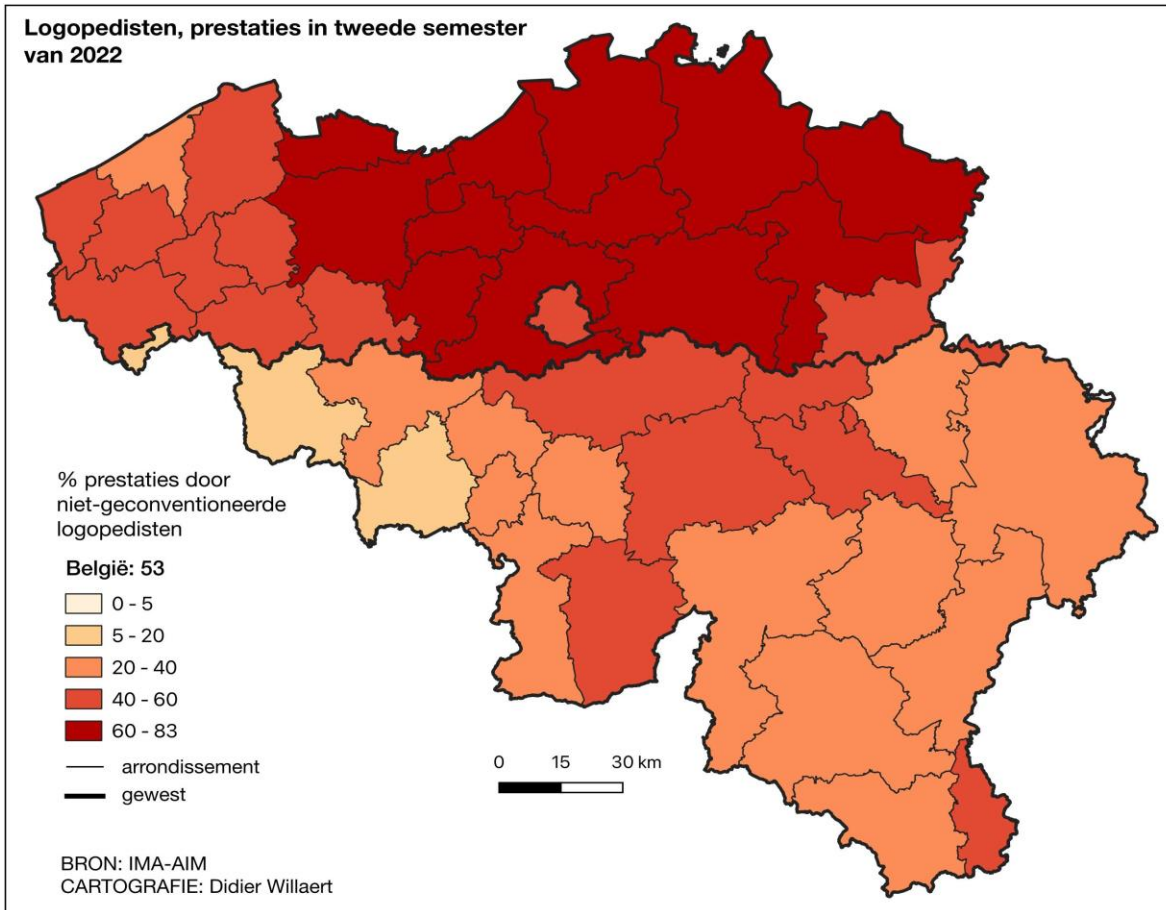 Logopedisten, prestaties in tweede semester
van 2022
% prestaties door
niet-geconventioneerde
logopedisten
België: 53
0 - 5
5 - 20
20 - 40
40 - 60
60 - 83
arrondissement
gewest
0 15 30 km
BRON: IMA-AIM
CARTOGRAFIE: Didier Willaert